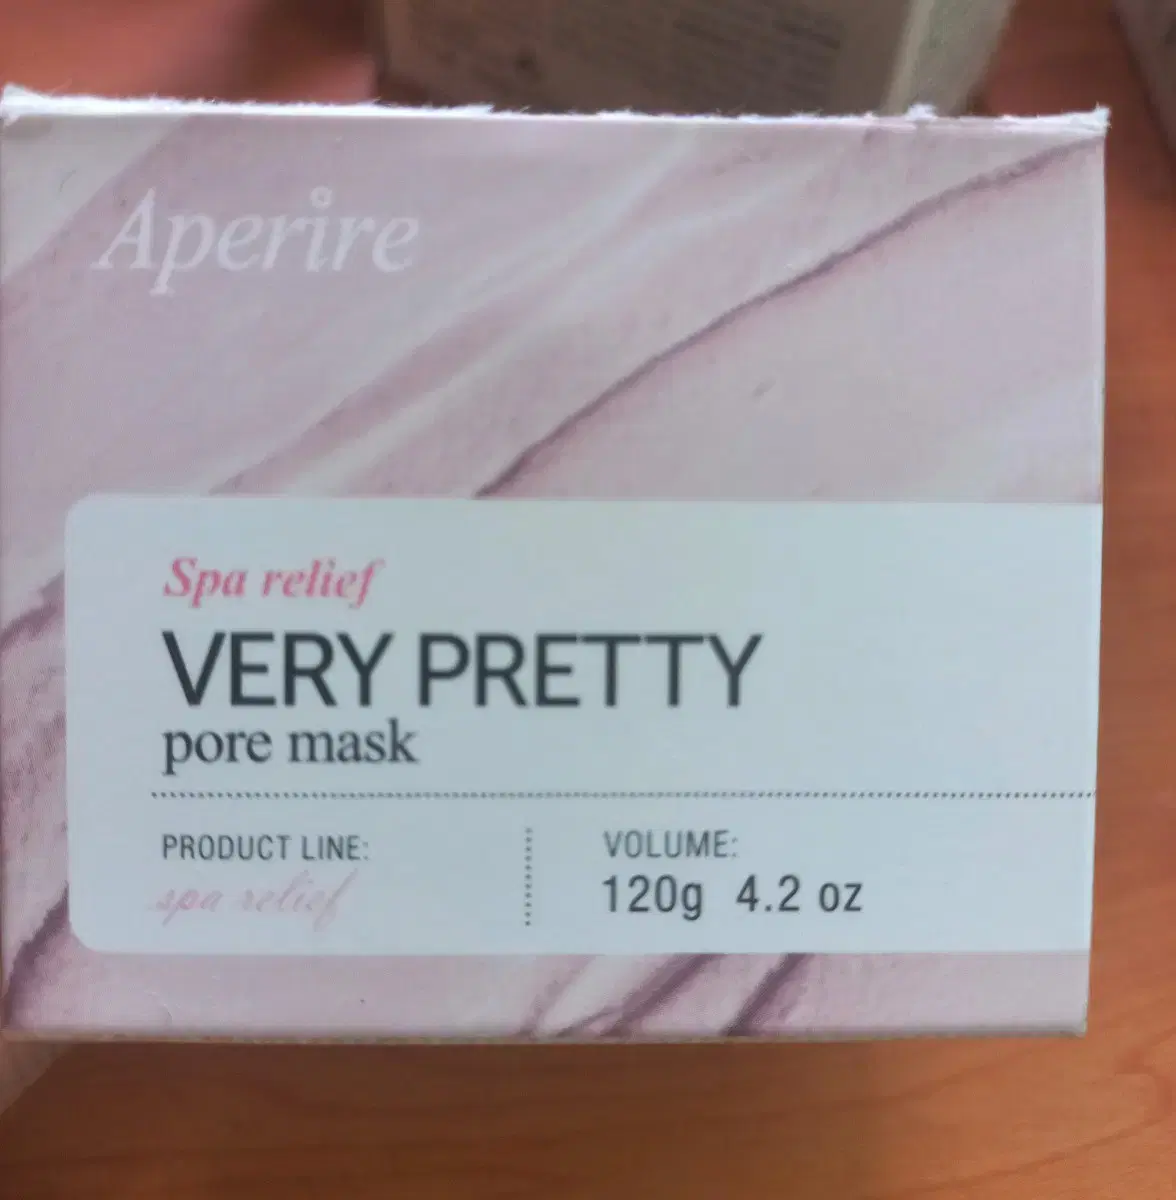 Aperire
Spa relief
VERY PRETTY
pore mask
PRODUCT LINE:
spa relief
VOLUME:
120g 4.2 oz